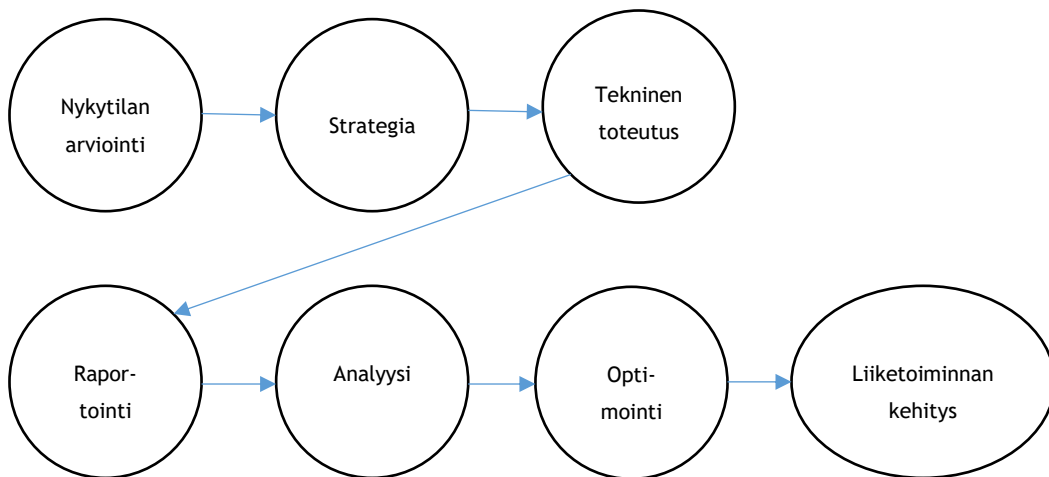 Nykytilan
arviointi
Strategia
Tekninen
toteutus
Rapor-
tointi
Analyysi
Opti-
mointi
Liiketoiminnan
kehitys